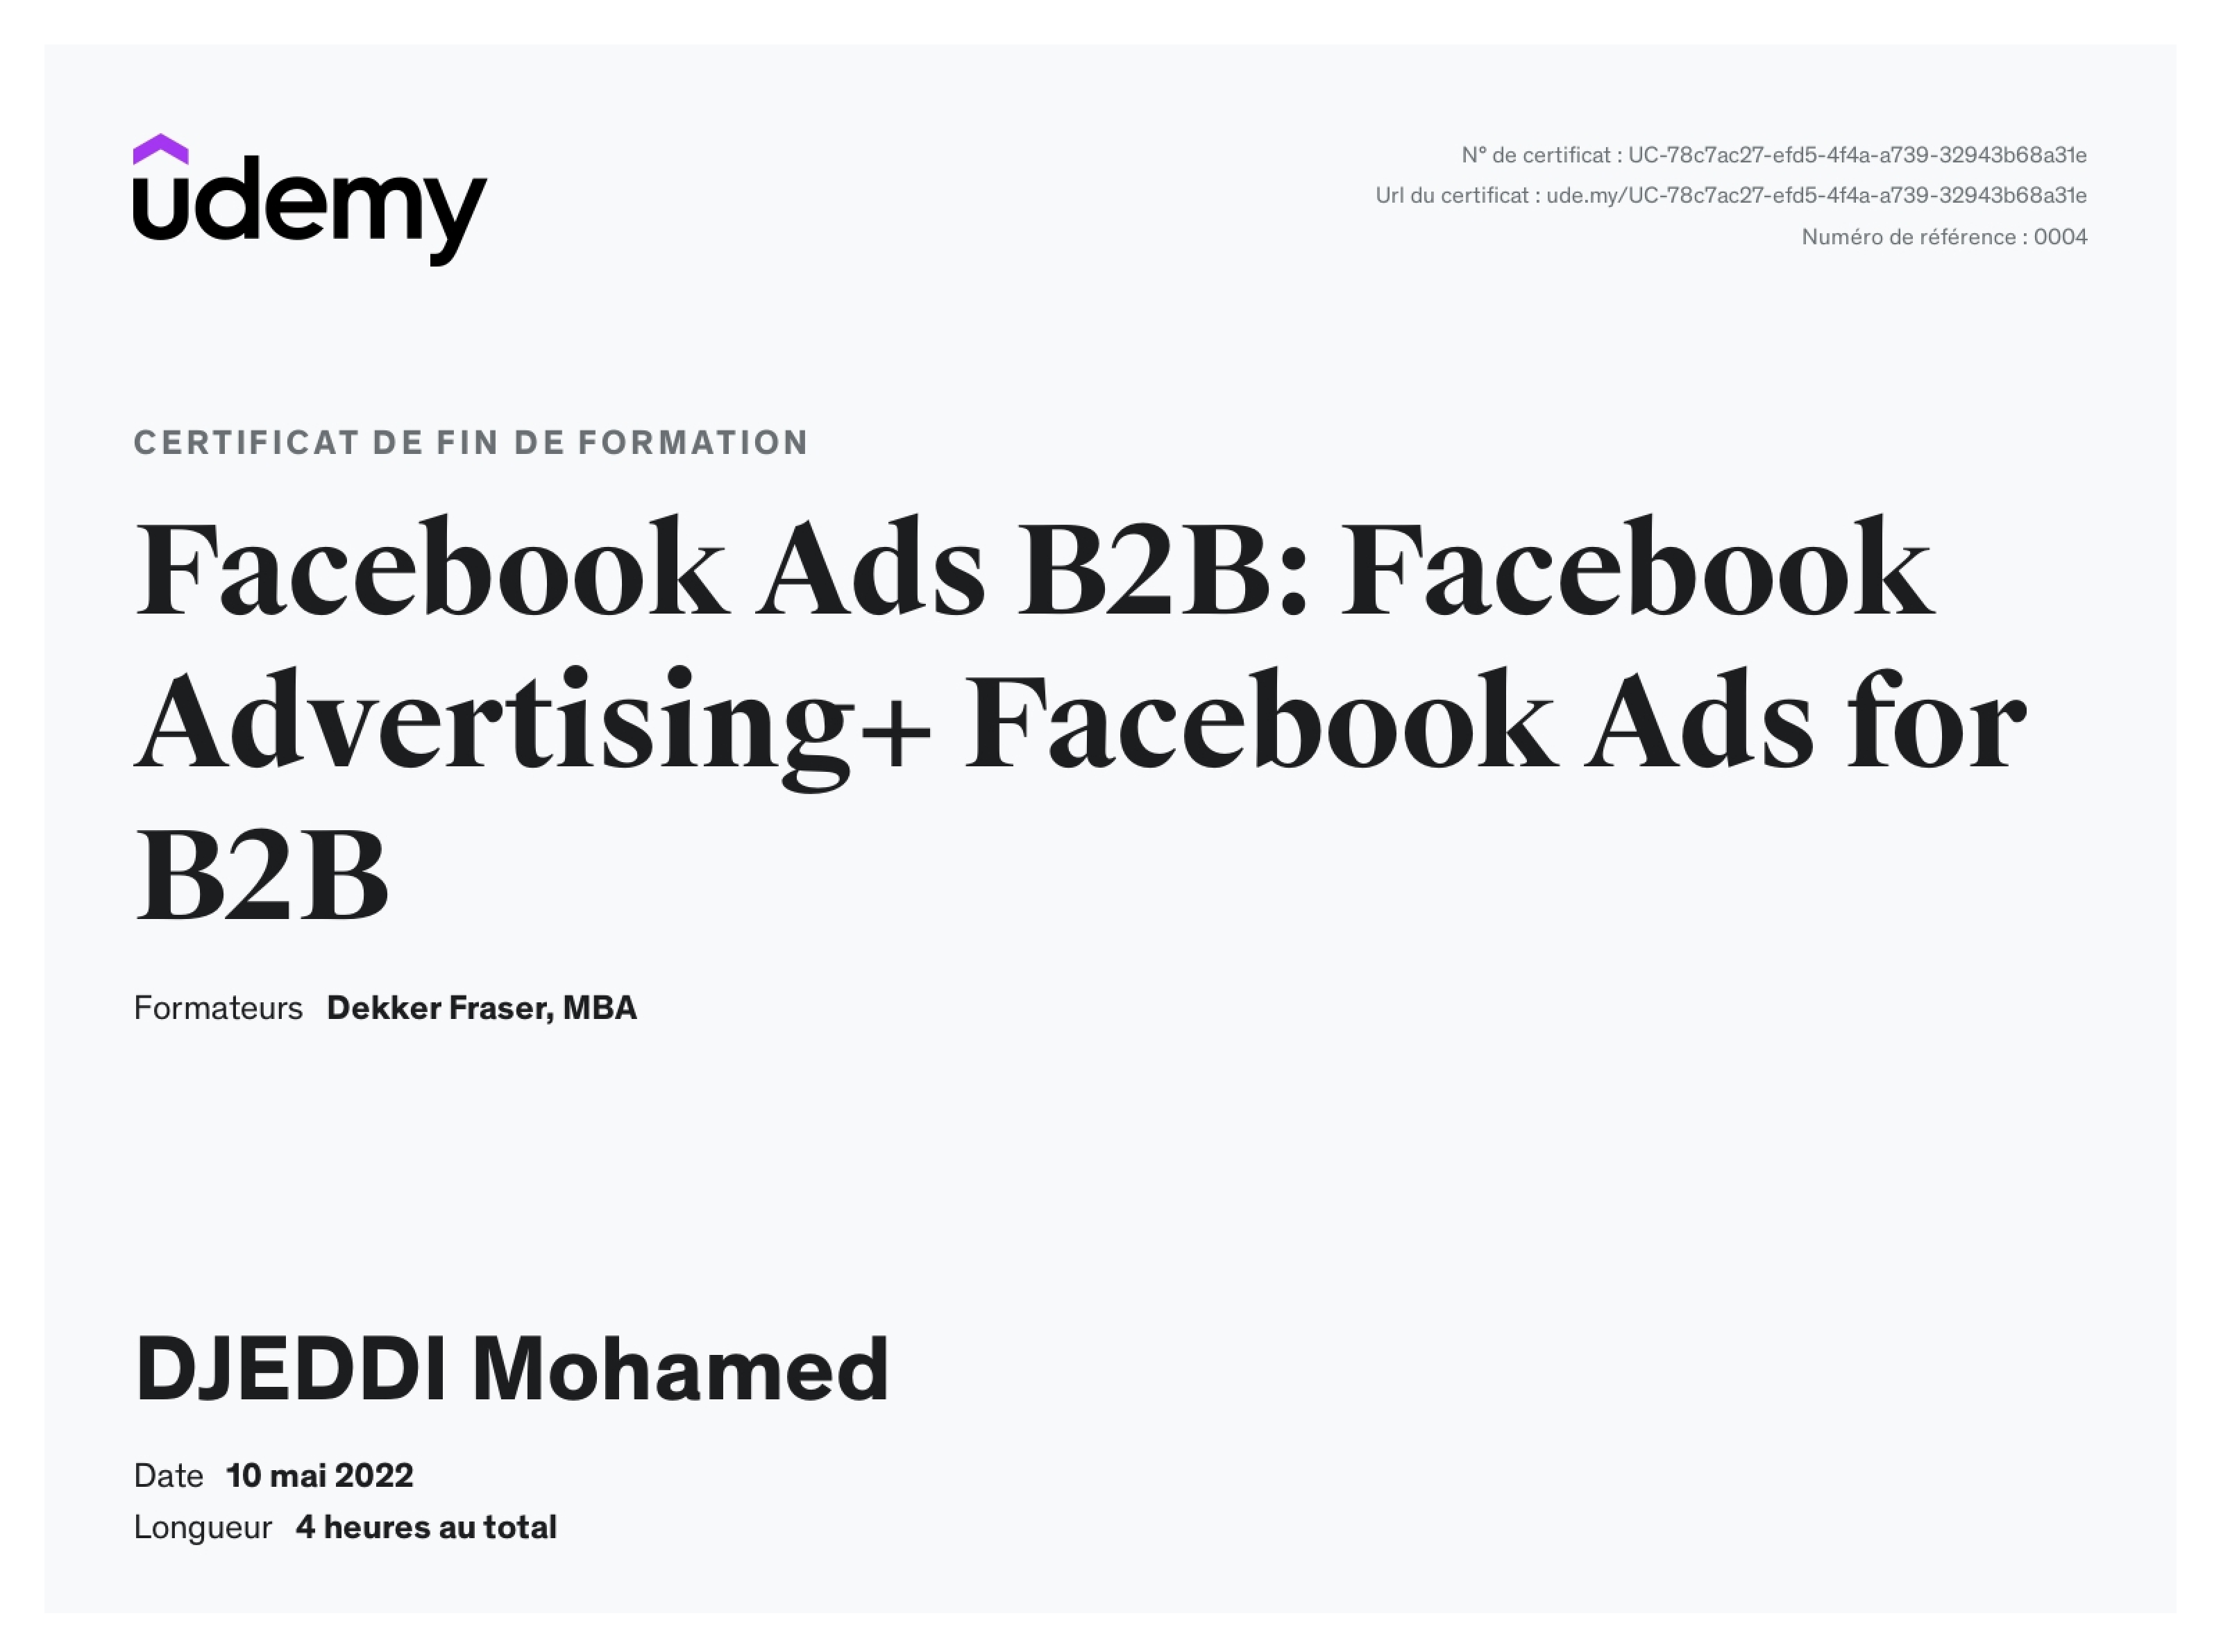 udemy
N° de certificat : UC-78c7ac27-efd5-4f4a-a739-32943b68a31e
Url du certificat : ude.my/UC-78c7ac27-efd5-4f4a-a739-32943b68a31e
Numéro de référence : 0004
CERTIFICAT DE FIN DE FORMATION
Facebook Ads B2B: Facebook
Advertising+ Facebook Ads for
B2B
Formateurs Dekker Fraser, MBA
DJEDDI Mohamed
Date 10 mai 2022
Longueur 4 heures au total